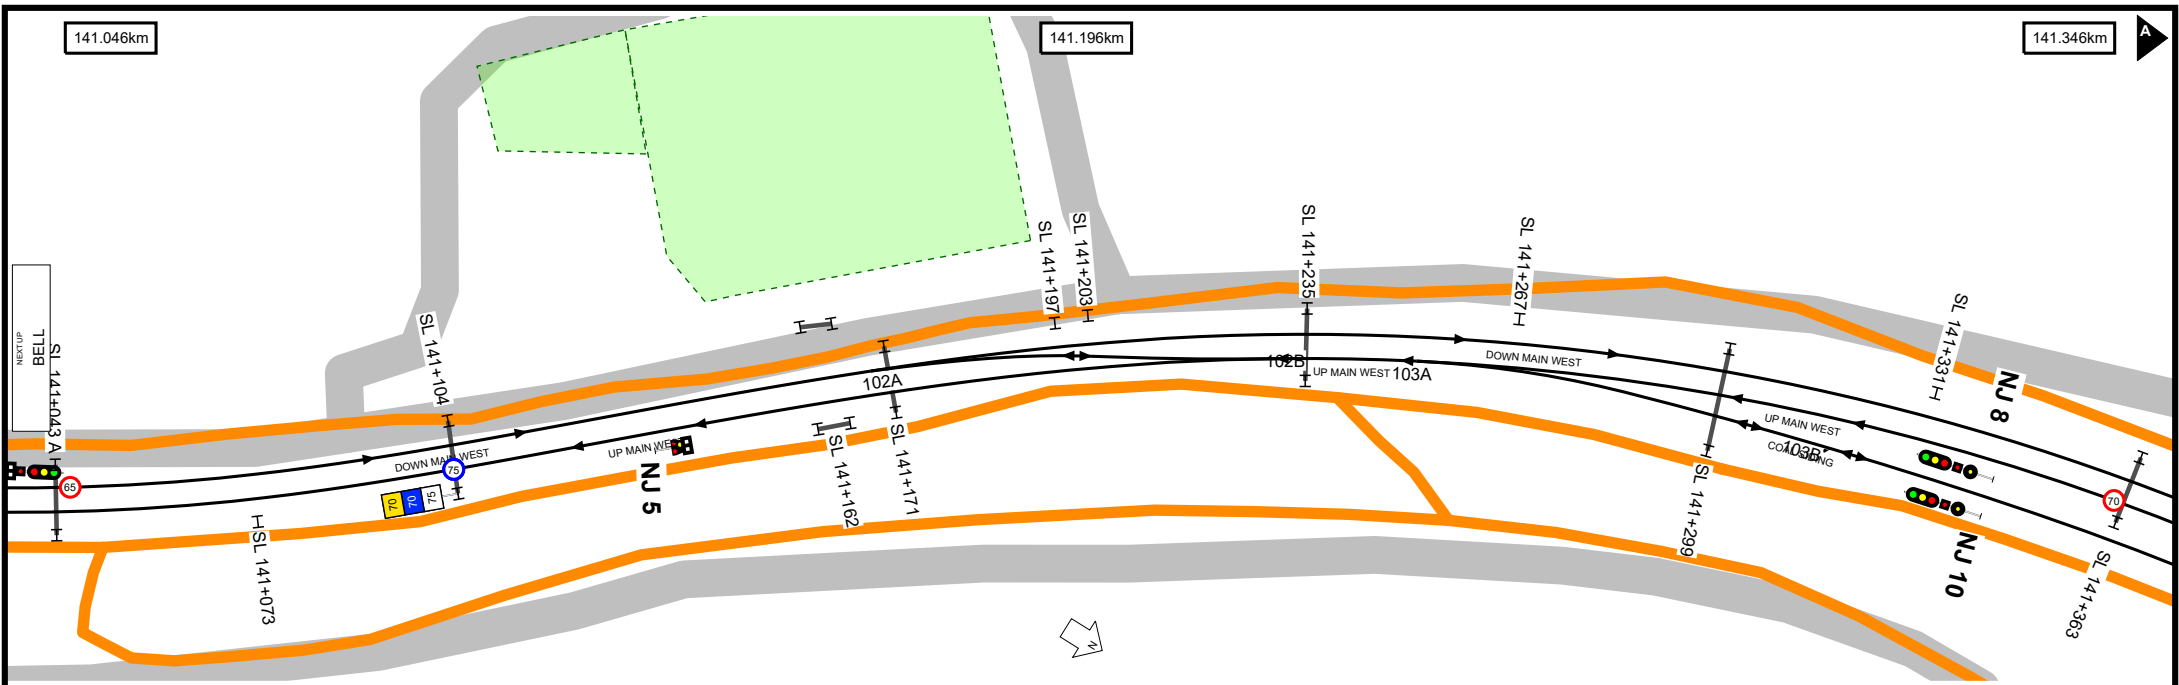 141.046km
141.196km
141.346km
A
NEXT UP
BELL
SL 141+043 A
65
SL 141+104
DOWN MAIN WEST
75
70
70
75
SL 141+073
UP MAIN WEST
NJ 5
SL 141+162
102A
SL 141+171
SL 141+197
SL 141+203
SL 141+235
102B
UP MAIN WEST
103A
SL 141+267
DOWN MAIN WEST
SL 141+299
UP MAIN WEST
COAL SIDING
103B
SL 141+331
NJ 8
NJ 10
70
SL 141+363
N